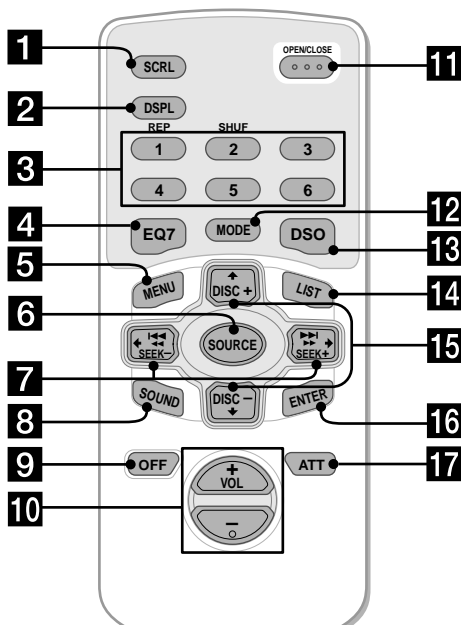 1
SCRL
OPEN/CLOSE
11
2
DSPL
REP
SHUF
3
1
2
3
4
5
6
4
EQ7
MODE
DSO
12
13
5
MENU
DISC +
LIST
14
6
SOURCE
15
7
SEEK–
SEEK+
8
SOUND
DISC –
ENTER
16
9
OFF
ATT
17
10
+
VOL
–